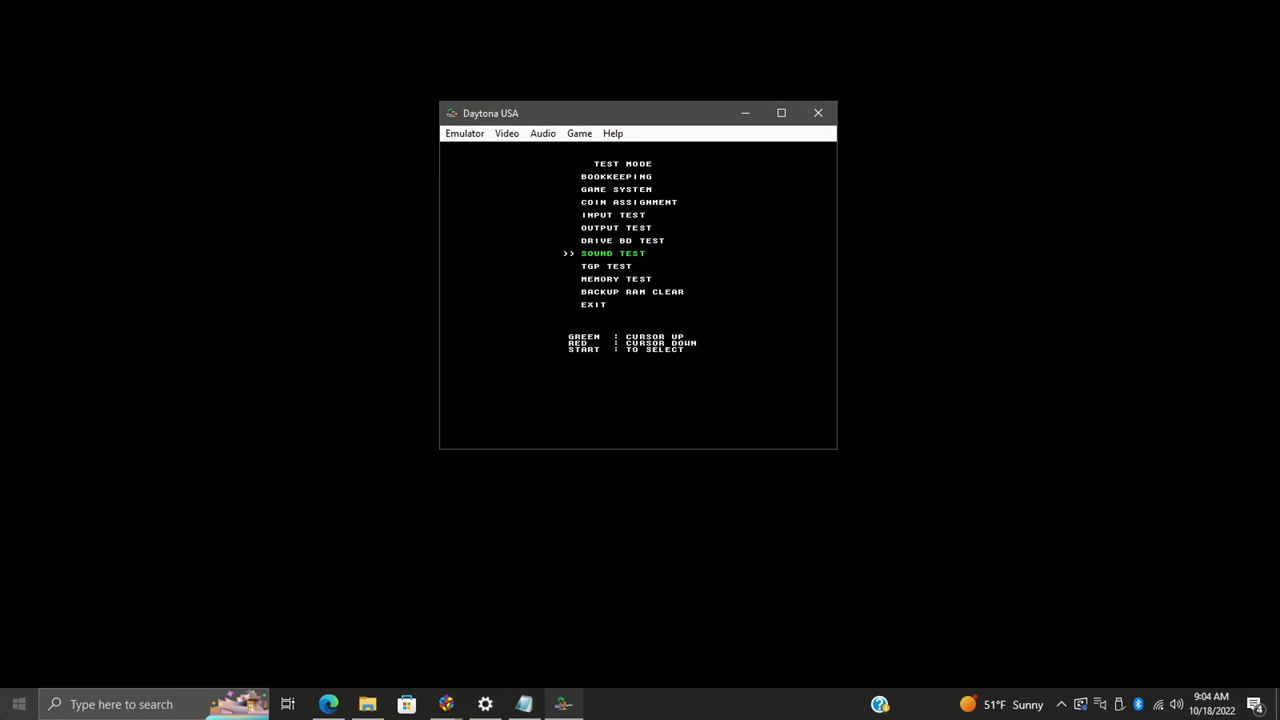 Daytona USA
Emulator Video Audio Game Help
TEST MODE
BOOKKEEPING
GAME SYSTEM
COIN ASSIGNMENT
INPUT TEST
OUTPUT TEST
DRIVE BD TEST
>> SOUND TEST
TGP TEST
MEMORY TEST
BACKUP RAM CLEAR
EXIT
GREEN : CURSOR UP
RED : CURSOR DOWN
START : TO SELECT
Type here to search
51°F Sunny
9:04 AM
10/18/2022
4